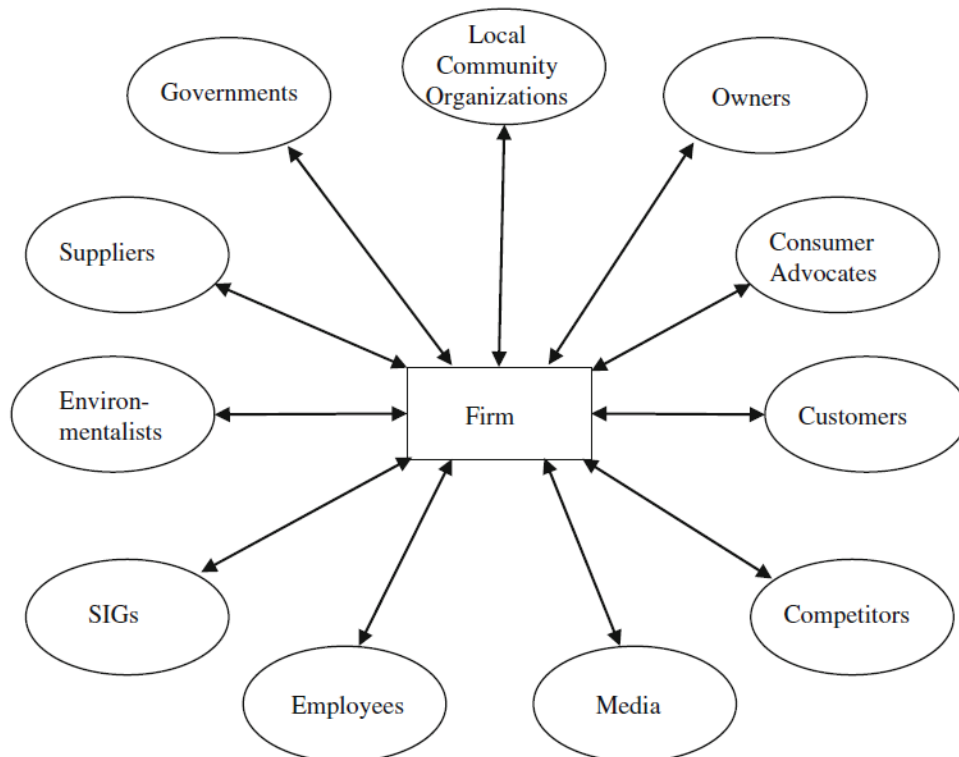 Local
Community
Organizations
Governments
Owners
Suppliers
Consumer
Advocates
Environ-
mentalists
Firm
Customers
SIGs
Competitors
Employees
Media